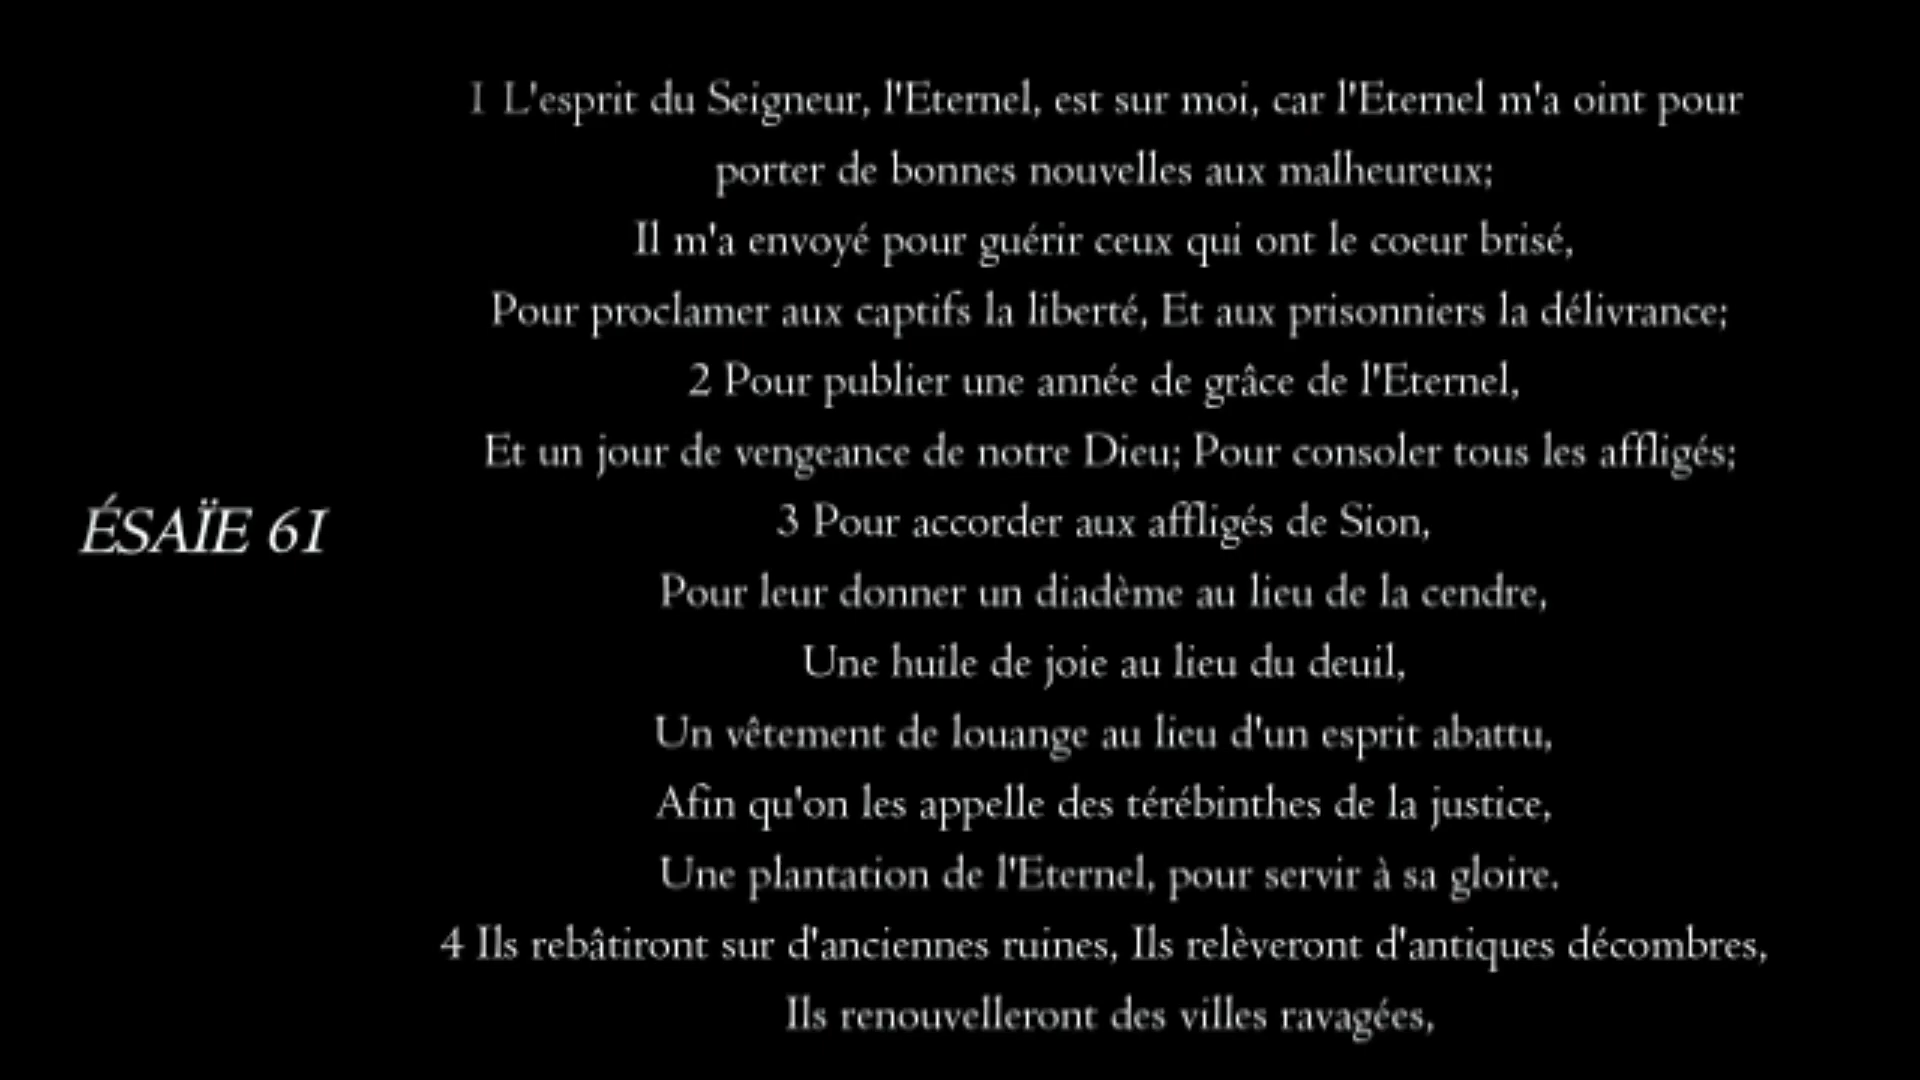 ÉSAÏE 61
1 L'esprit du Seigneur, l'Eternel, est sur moi, car l'Eternel m'a oint pour
porter de bonnes nouvelles aux malheureux;
Il m'a envoyé pour guérir ceux qui ont le coeur brisé,
Pour proclamer aux captifs la liberté, Et aux prisonniers la délivrance;
2 Pour publier une année de grâce de l'Eternel,
Et un jour de vengeance de notre Dieu; Pour consoler tous les affligés;
3 Pour accorder aux affligés de Sion,
Pour leur donner un diadème au lieu de la cendre,
Une huile de joie au lieu du deuil,
Un vêtement de louange au lieu d'un esprit abattu,
Afin qu'on les appelle des térébinthes de la justice,
Une plantation de l'Eternel, pour servir à sa gloire.
4 Ils rebâtiront sur d'anciennes ruines, Ils relèveront d'antiques décombres,
Ils renouvelleront des villes ravagées,